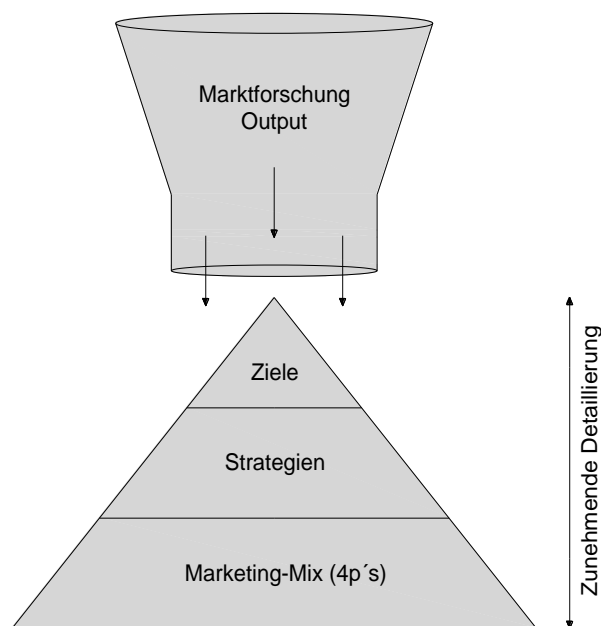 Marktforschung
Output
Ziele
Strategien
Marketing-Mix (4p´s)
Zunehmende Detaillierung